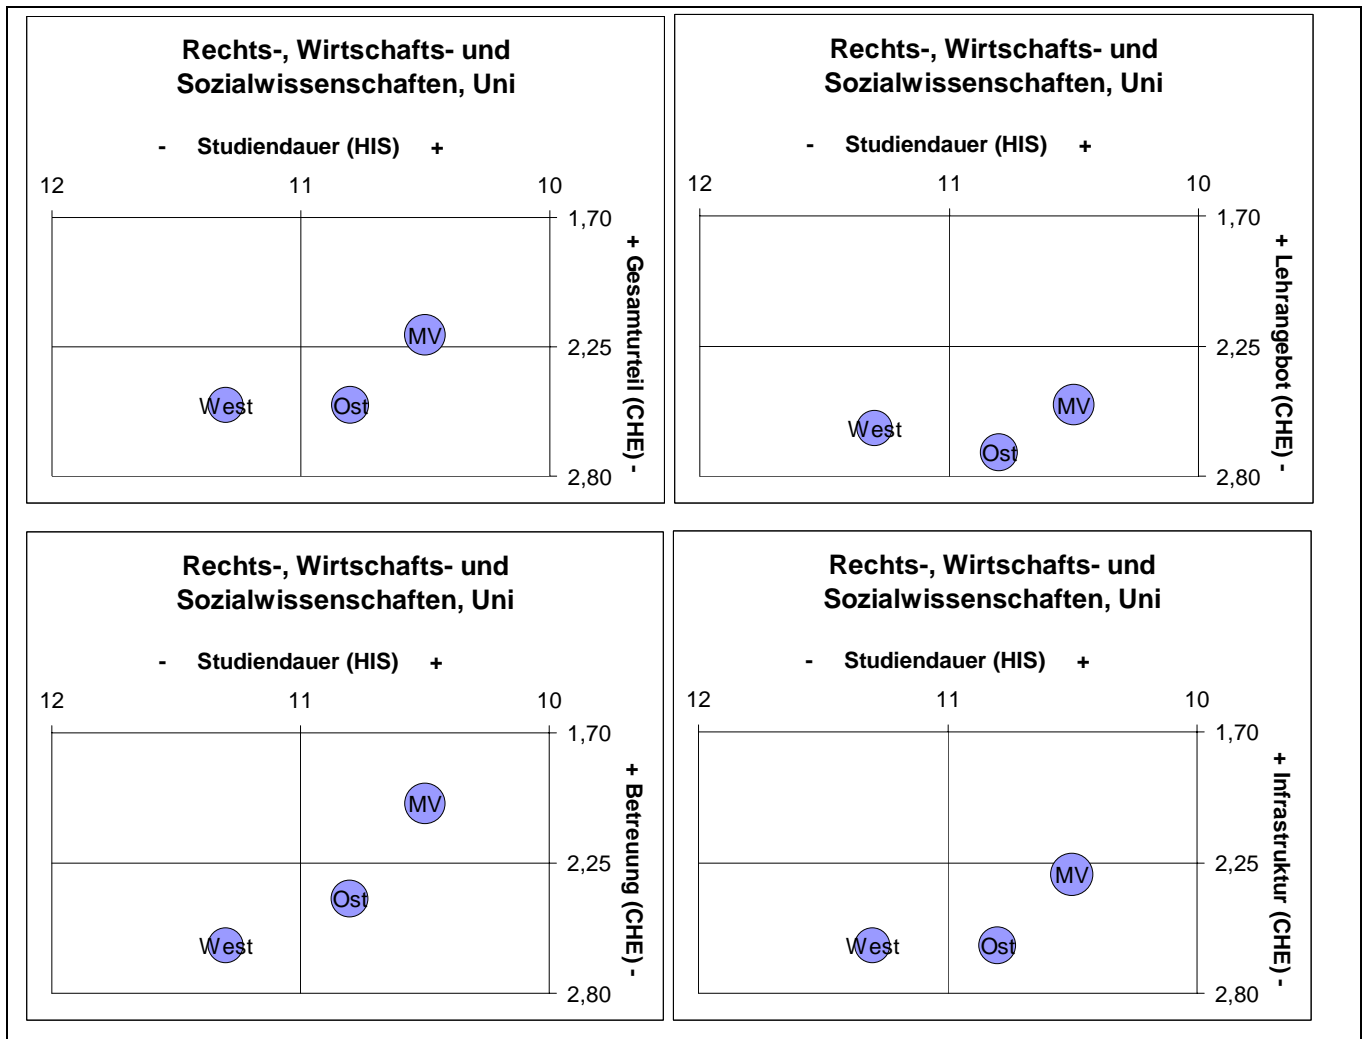 Rechts-, Wirtschafts- und
Sozialwissenschaften, Uni
- Studiendauer (HIS) +
12 11 10
1,70
2,25
2,80
+ Gesamturteil (CHE) -
MV
West
Ost
Rechts-, Wirtschafts- und
Sozialwissenschaften, Uni
- Studiendauer (HIS) +
12 11 10
1,70
2,25
2,80
+ Lehrangebot (CHE) -
MV
West
Ost
Rechts-, Wirtschafts- und
Sozialwissenschaften, Uni
- Studiendauer (HIS) +
12 11 10
1,70
2,25
2,80
+ Betreuung (CHE) -
MV
Ost
West
Rechts-, Wirtschafts- und
Sozialwissenschaften, Uni
- Studiendauer (HIS) +
12 11 10
1,70
2,25
2,80
+ Infrastruktur (CHE) -
MV
West
Ost